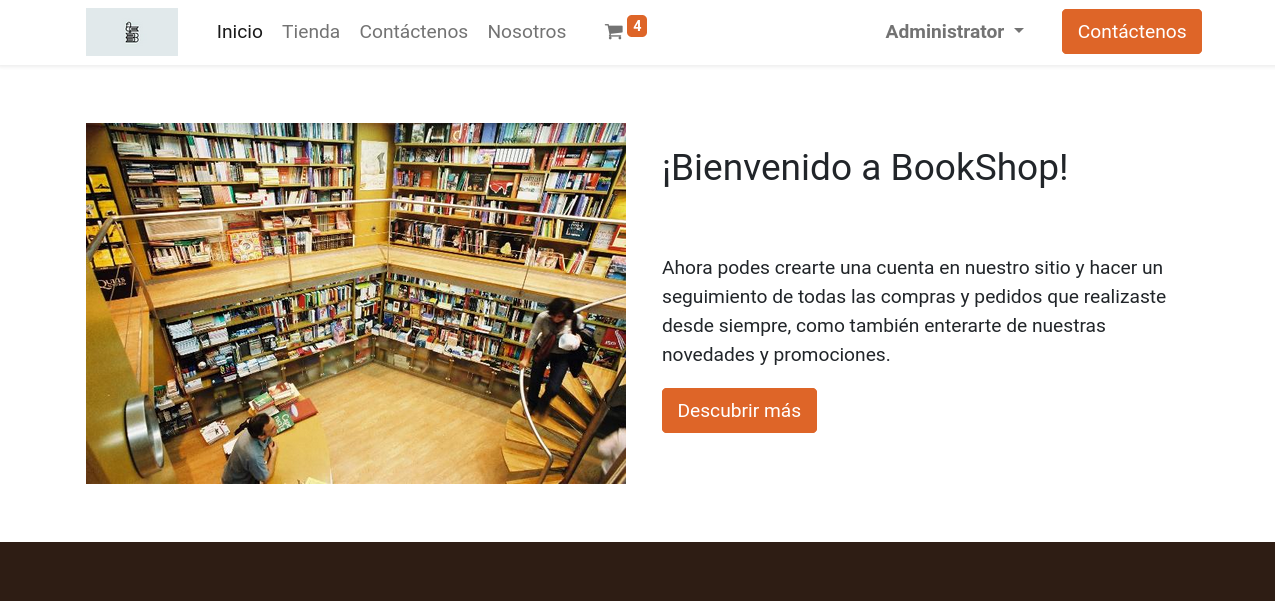 Inicio Tienda Contáctenos Nosotros 4 Administrator Contáctenos
¡Bienvenido a BookShop!
Ahora podes crearte una cuenta en nuestro sitio y hacer un
seguimiento de todas las compras y pedidos que realizaste
desde siempre, como también enterarte de nuestras
novedades y promociones.
Descubrir más